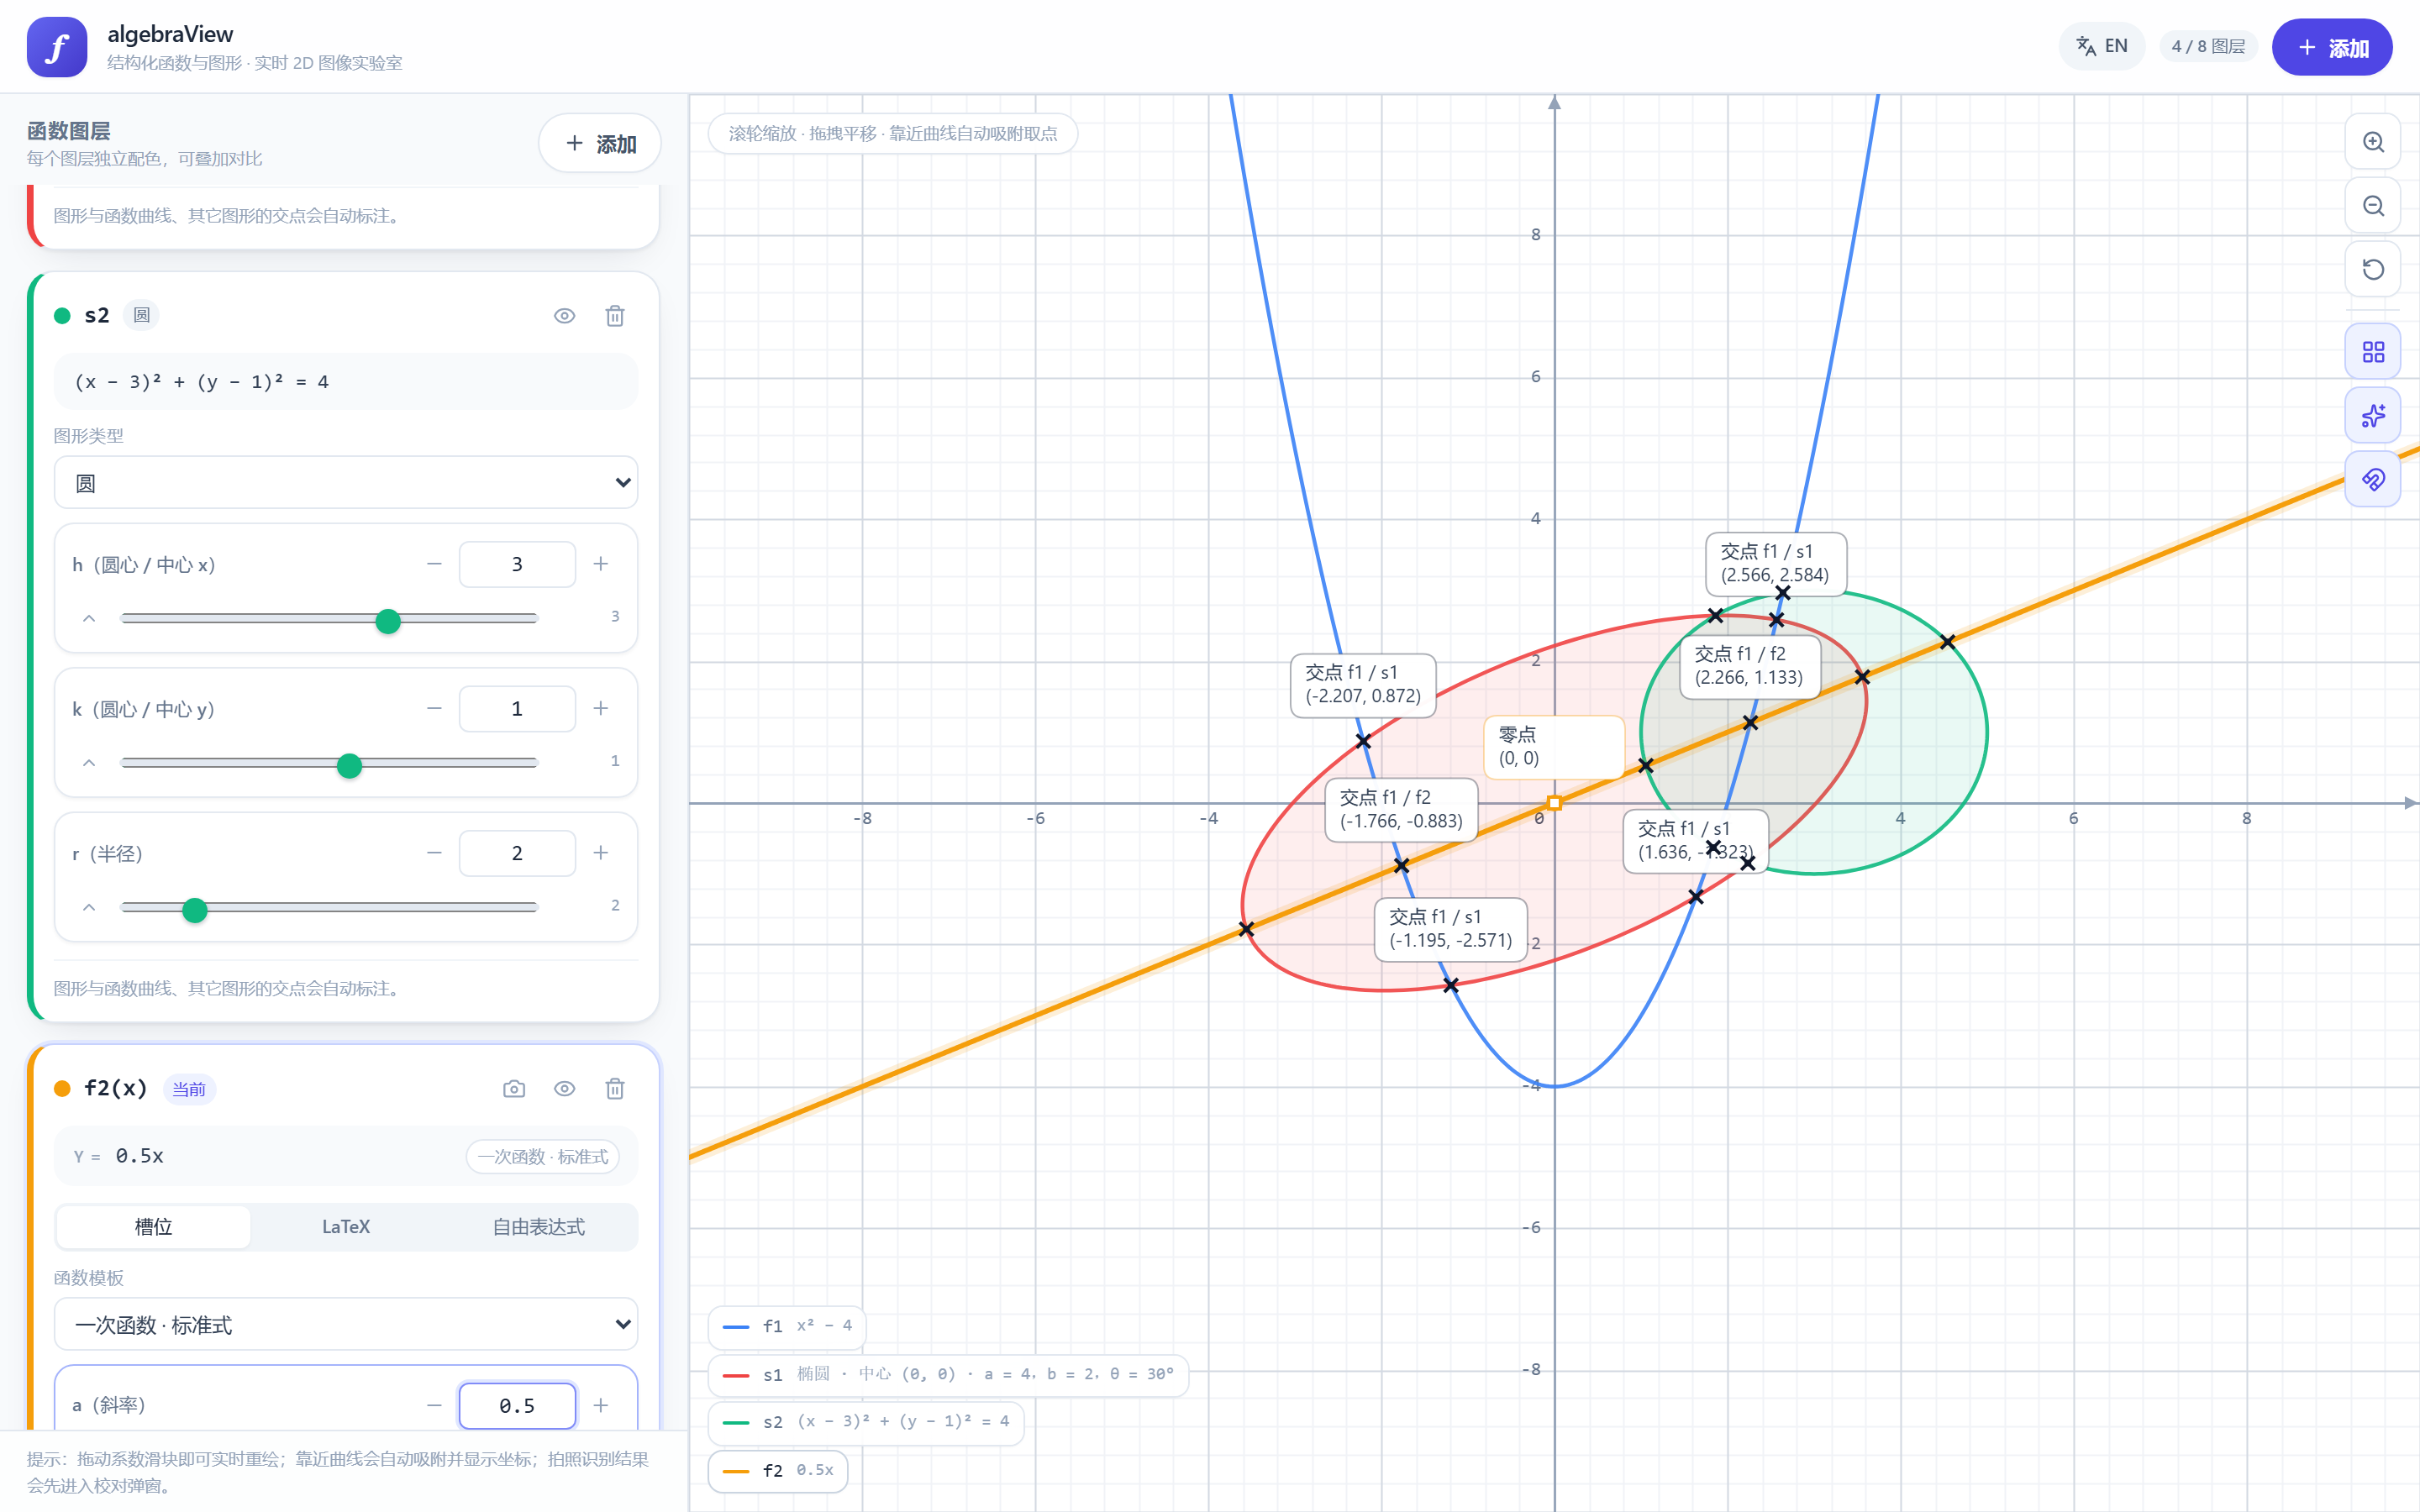 f
algebraView
结构化函数与图形 · 实时 2D 图像实验室
EN
4 / 8 图层
添加
函数图层
每个图层独立配色，可叠加对比
添加
图形与函数曲线、其它图形的交点会自动标注。
s2 圆
(x − 3)² + (y − 1)² = 4
图形类型
圆
h（圆心 / 中心 x）
3
3
k（圆心 / 中心 y）
1
1
r（半径）
2
2
图形与函数曲线、其它图形的交点会自动标注。
f2(x) 当前
Y = 0.5x
一次函数 · 标准式
槽位
LaTeX
自由表达式
函数模板
一次函数 · 标准式
a（斜率）
0.5
提示：拖动系数滑块即可实时重绘；靠近曲线会自动吸附并显示坐标；拍照识别结果
会先进入校对弹窗。
滚轮缩放 · 拖拽平移 · 靠近曲线自动吸附取点
8
6
4
2
-2
-4
-6
-8
-8
-6
-4
0
4
6
8
交点 f1 / s1
(2.566, 2.584)
交点 f1 / f2
(2.266, 1.133)
交点 f1 / s1
(-2.207, 0.872)
零点
(0, 0)
交点 f1 / f2
(-1.766, -0.883)
交点 f1 / s1
(1.636, -1.323)
交点 f1 / s1
(-1.195, -2.571)
f1 x² − 4
s1 椭圆 · 中心 (0, 0) · a = 4，b = 2，θ = 30°
s2 (x − 3)² + (y − 1)² = 4
f2 0.5x